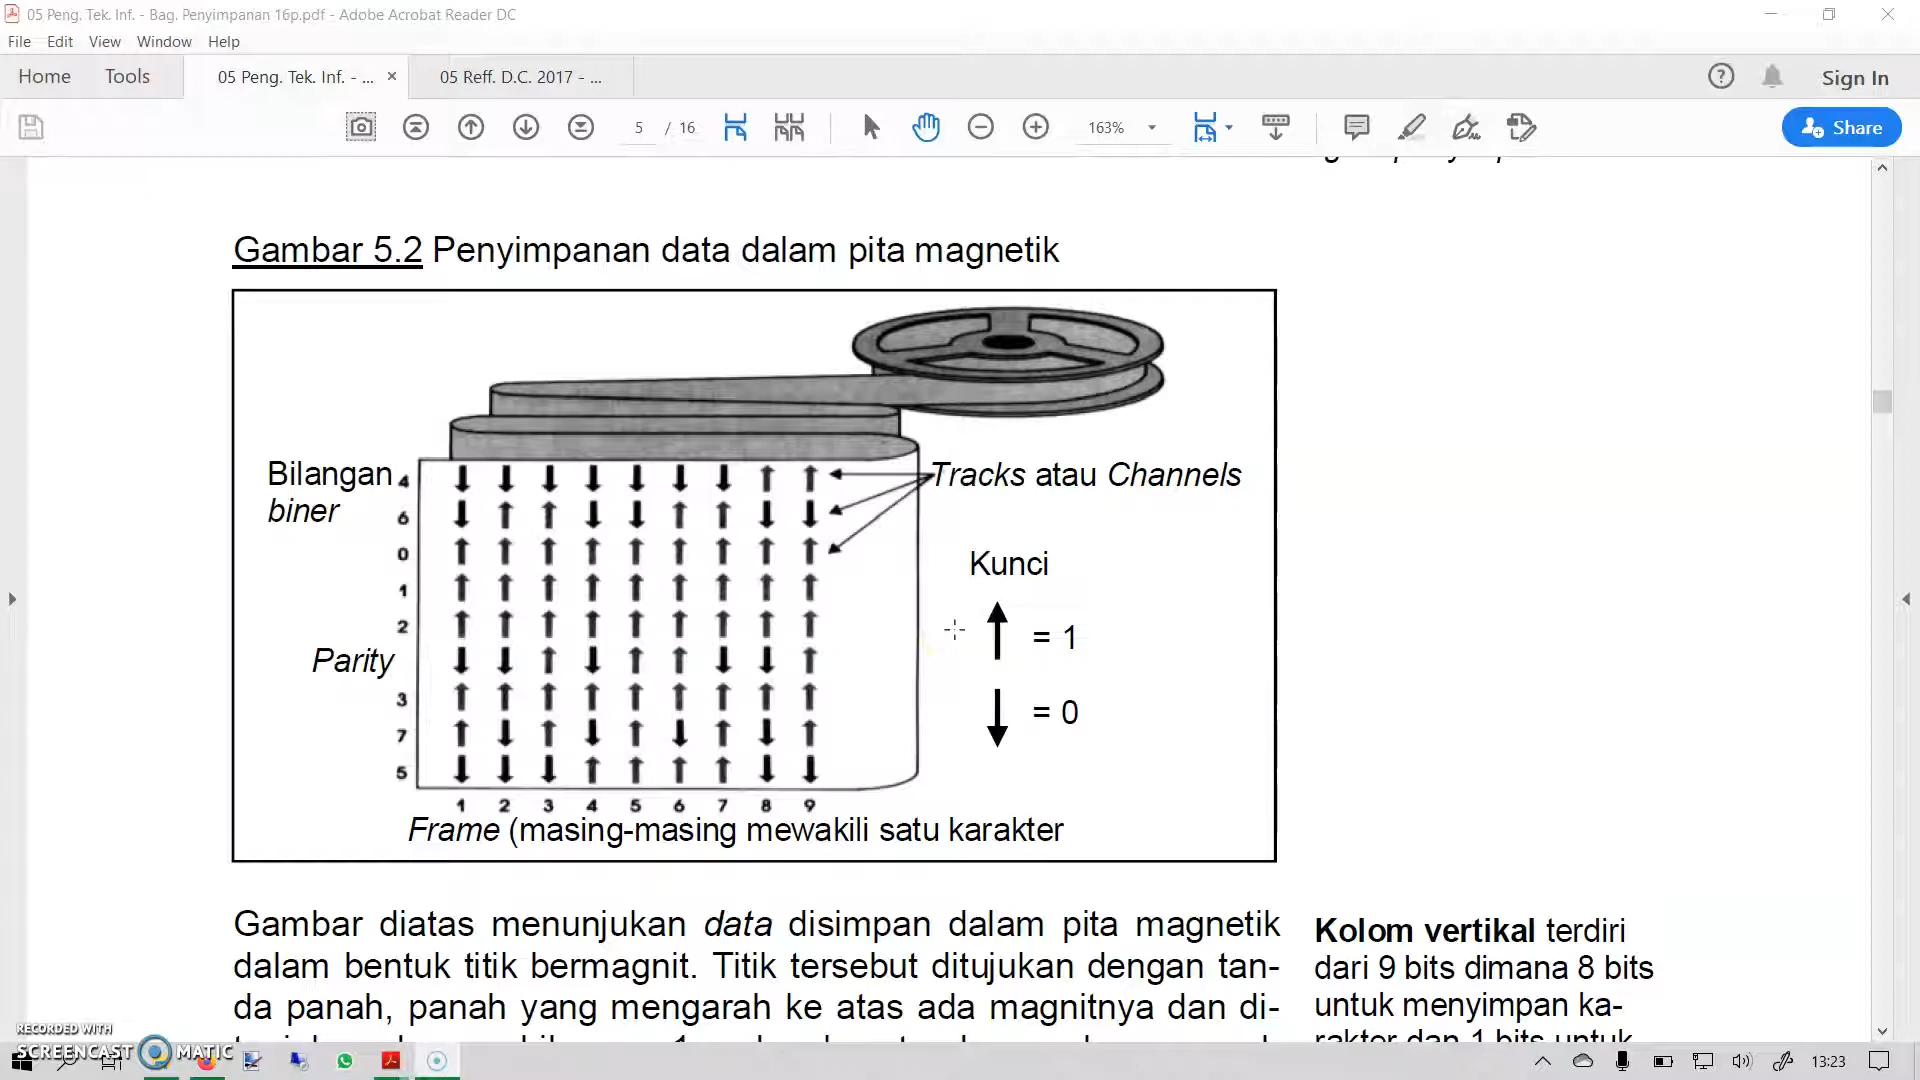 05 Peng. Tek. Inf. - Bag. Penyimpanan 16p.pdf - Adobe Acrobat Reader DC
File Edit View Window Help
Home Tools 05 Peng. Tek. Inf. - ... × 05 Reff. D.C. 2017 - ... Sign In
5 / 16 163% Share
Gambar 5.2 Penyimpanan data dalam pita magnetik
Bilangan
biner
Tracks atau Channels
4
6
0
1
2
Parity
3
7
5
Kunci
= 1
= 0
1 2 3 4 5 6 7 8 9
Frame (masing-masing mewakili satu karakter
Gambar diatas menunjukan data disimpan dalam pita magnetik
dalam bentuk titik bermagnit. Titik tersebut ditujukan dengan tan-
da panah, panah yang mengarah ke atas ada magnitnya dan di-
Kolom vertikal terdiri
dari 9 bits dimana 8 bits
untuk menyimpan ka-
rakter dan 1 bits untuk
RECORDED WITH
SCREENCAST MATIC
13:23